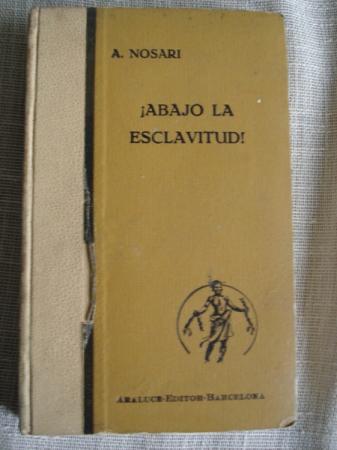 A. NOSARI
¡ABAJO LA
ESCLAVITUD!
ARALUCE-EDITOR-BARCELONA